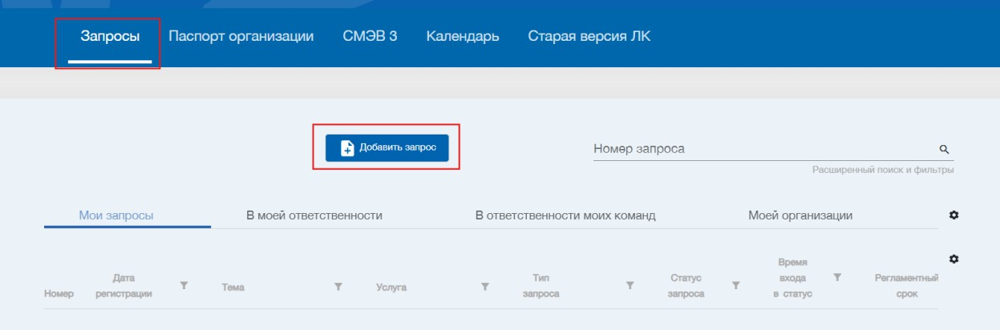 Запросы Паспорт организации СМЭВ 3 Календарь Старая версия ЛК
Добавить запрос
Номер запроса
Расширенный поиск и фильтры
Мои запросы В моей ответственности В ответственности моих команд Моей организации
Номер
Дата
регистрации
Тема
Услуга
Тип
запроса
Статус
запроса
Время
входа
в статус
Регламентный
срок